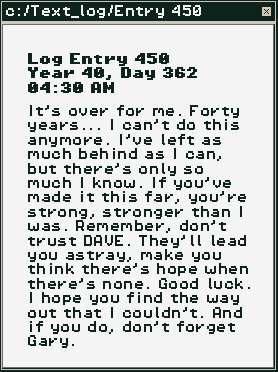 c:/Text_log/Entry 450
Log Entry 450
Year 40, Day 362
04:30 AM
It's over for me. Forty
years... I can't do this
anymore. I've left as
much behind as I can,
but there's only so
much I know. If you've
made it this far, you're
strong, stronger than I
was. Remember, don't
trust DAVE. They'll lead
you astray, make you
think there's hope when
there's none. Good luck.
I hope you find the way
out that I couldn't. And
if you do, don't forget
Gary.